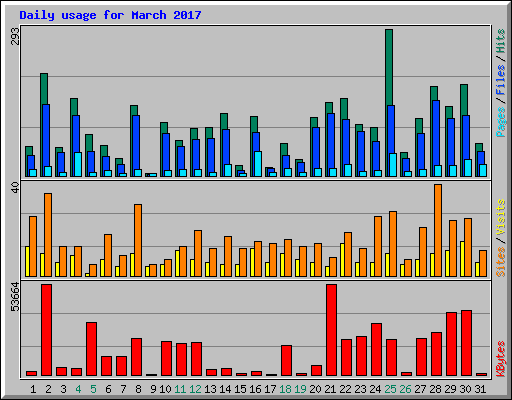 Daily usage for March 2017
293
Pages / Files / Hits
40
Sites / Visits
53664
KBytes
1 2 3 4 5 6 7 8 9 10 11 12 13 14 15 16 17 18 19 20 21 22 23 24 25 26 27 28 29 30 31